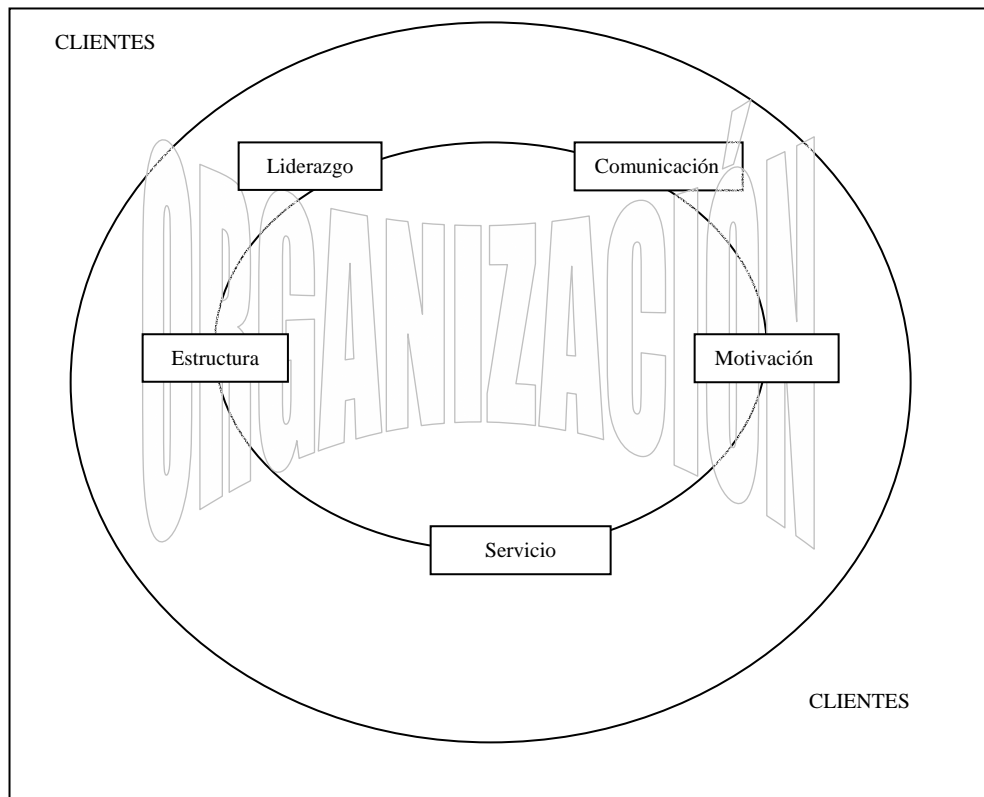 CLIENTES
Liderazgo
Comunicación
ORGANIZACIÓN
Estructura
Motivación
Servicio
CLIENTES